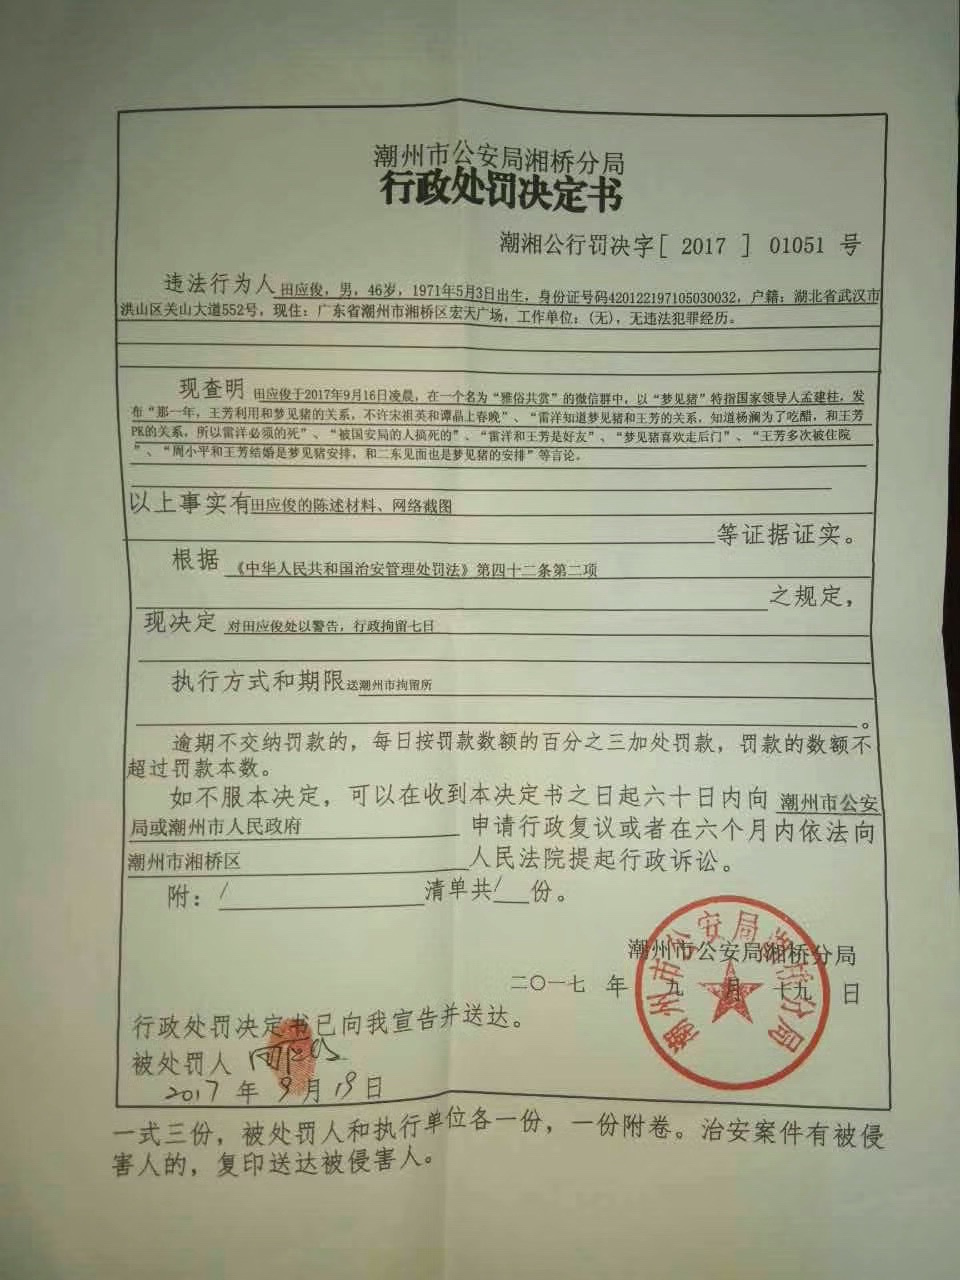 潮州市公安局湘桥分局
行政处罚决定书
潮湘公行罚决字[ 2017 ] 01051 号
违法行为人 田应俊，男，46岁，1971年5月3日出生，身份证号码420122197105030032，户籍：湖北省武汉市
洪山区关山大道552号，现住：广东省潮州市湘桥区宏天广场，工作单位：(无)，无违法犯罪经历。
现查明 田应俊于2017年9月16日凌晨，在一个名为“雅俗共赏”的微信群中，以“梦见猪”特指国家领导人孟建柱，发
布“那一年，王芳利用和梦见猪的关系，不许宋祖英和谭晶上春晚”、“雷洋知道梦见猪和王芳的关系，知道杨澜为了吃醋，和王芳
PK的关系，所以雷洋必须的死”、“被国安局的人搞死的”、“雷洋和王芳是好友”、“梦见猪喜欢走后门”、“王芳多次被住院
”、“周小平和王芳结婚是梦见猪安排，和二东见面也是梦见猪的安排”等言论。
以上事实有田应俊的陈述材料、网络截图
等证据证实。
根据 《中华人民共和国治安管理处罚法》第四十二条第二项
之规定，
现决定 对田应俊处以警告，行政拘留七日
执行方式和期限送潮州市拘留所
。
逾期不交纳罚款的，每日按罚款数额的百分之三加处罚款，罚款的数额不
超过罚款本数。
如不服本决定，可以在收到本决定书之日起六十日内向 潮州市公安
局或潮州市人民政府 申请行政复议或者在六个月内依法向
潮州市湘桥区 人民法院提起行政诉讼。
附：/ 清单共/ 份。
潮州市公安局湘桥分局
二〇一七 年 九 月 十九 日
潮州市公安局湘桥分局
行政处罚决定书已向我宣告并送达。
被处罚人
2017 年 9 月 19 日
一式三份，被处罚人和执行单位各一份，一份附卷。治安案件有被侵
害人的，复印送达被侵害人。